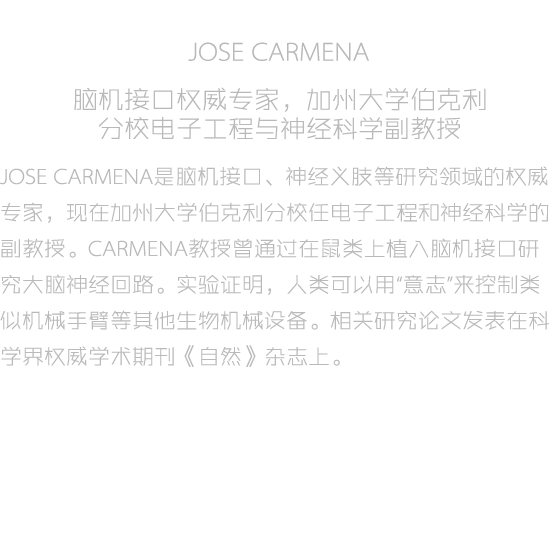 JOSE CARMENA
脑机接口权威专家，加州大学伯克利
分校电子工程与神经科学副教授
JOSE CARMENA是脑机接口、神经义肢等研究领域的权威
专家，现在加州大学伯克利分校任电子工程和神经科学的
副教授。CARMENA教授曾通过在鼠类上植入脑机接口研
究大脑神经回路。实验证明，人类可以用“意志”来控制类
似机械手臂等其他生物机械设备。相关研究论文发表在科
学界权威学术期刊《自然》杂志上。